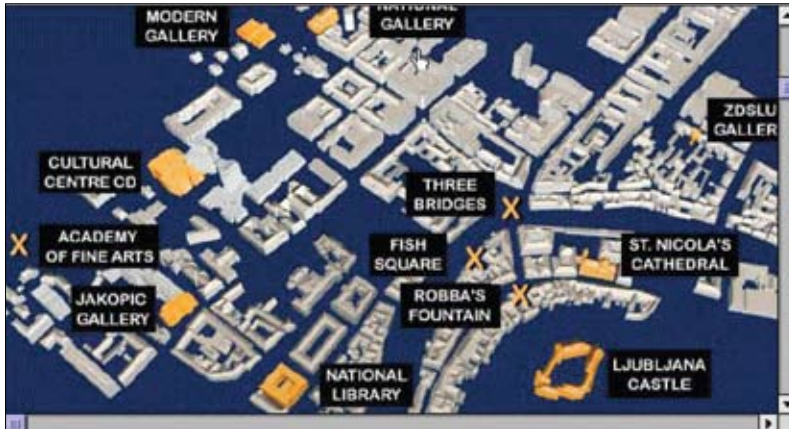 MODERN
GALLERY
NATIONAL
GALLERY
ZDSLU
GALLER
CULTURAL
CENTRE CD
THREE
BRIDGES
X
X
ACADEMY
OF FINE ARTS
FISH
SQUARE
X
ST. NICOLA'S
CATHEDRAL
JAKOPIC
GALLERY
ROBBA'S
FOUNTAIN
X
NATIONAL
LIBRARY
LJUBLJANA
CASTLE